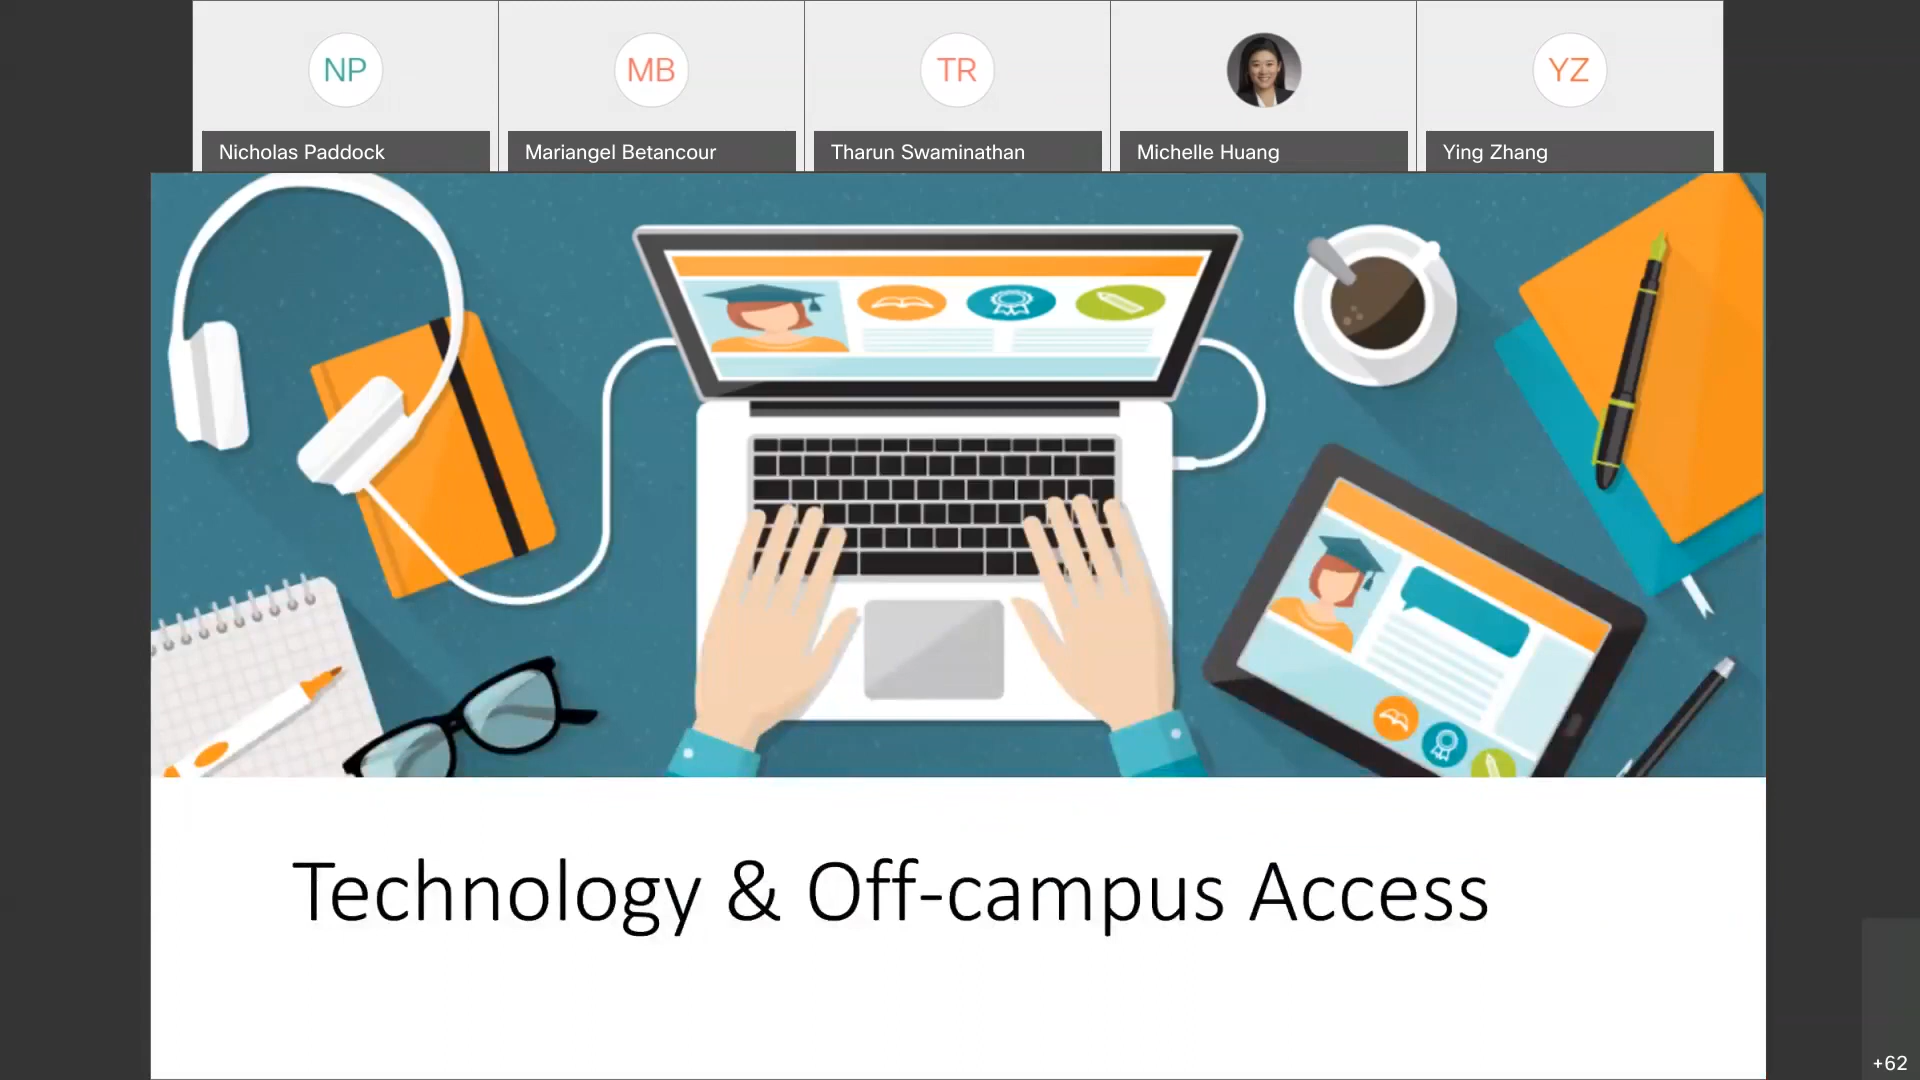 NP
MB
TR
YZ
Nicholas Paddock
Mariangel Betancour
Tharun Swaminathan
Michelle Huang
Ying Zhang
Technology & Off-campus Access
+62